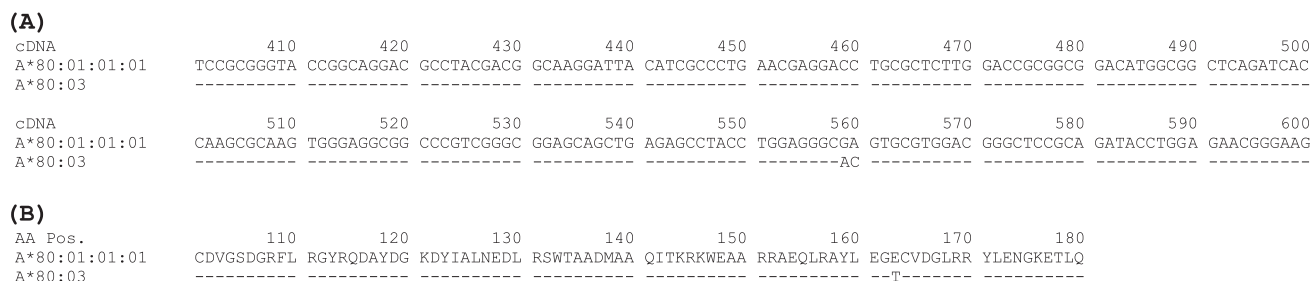 (A)
cDNA 410 420 430 440 450 460 470 480 490 500
A*80:01:01:01 TCCGCGGGTA CCGGCAGGAC GCCTACGACG GCAAGGATTA CATCGCCCTG AACGAGGACC TGCGCTCTTG GACCGCGGCG GACATGGCGG CTCAGATCAC
A*80:03 ---------- ---------- ---------- ---------- ---------- ---------- ---------- ---------- ---------- ----------
cDNA 510 520 530 540 550 560 570 580 590 600
A*80:01:01:01 CAAGCGCAAG TGGGAGGCGG CCCGTCGGGC GGAGCAGCTG AGAGCCTACC TGGAGGGCGA GTGCGTGGAC GGGCTCCGCA GATACCTGGA GAACGGGAAG
A*80:03 ---------- ---------- ---------- ---------- ---------- --------AC ---------- ---------- ---------- ----------
(B)
AA Pos. 110 120 130 140 150 160 170 180
A*80:01:01:01 CDVGSDGRFL RGYRQDAYDG KDYIALNEDL RSWTAADMAA QITKRKWEAA RRAEQLRAYL EGECVDGLRR YLENGKETLQ
A*80:03 ---------- ---------- ---------- ---------- ---------- ---------- --T------- ----------